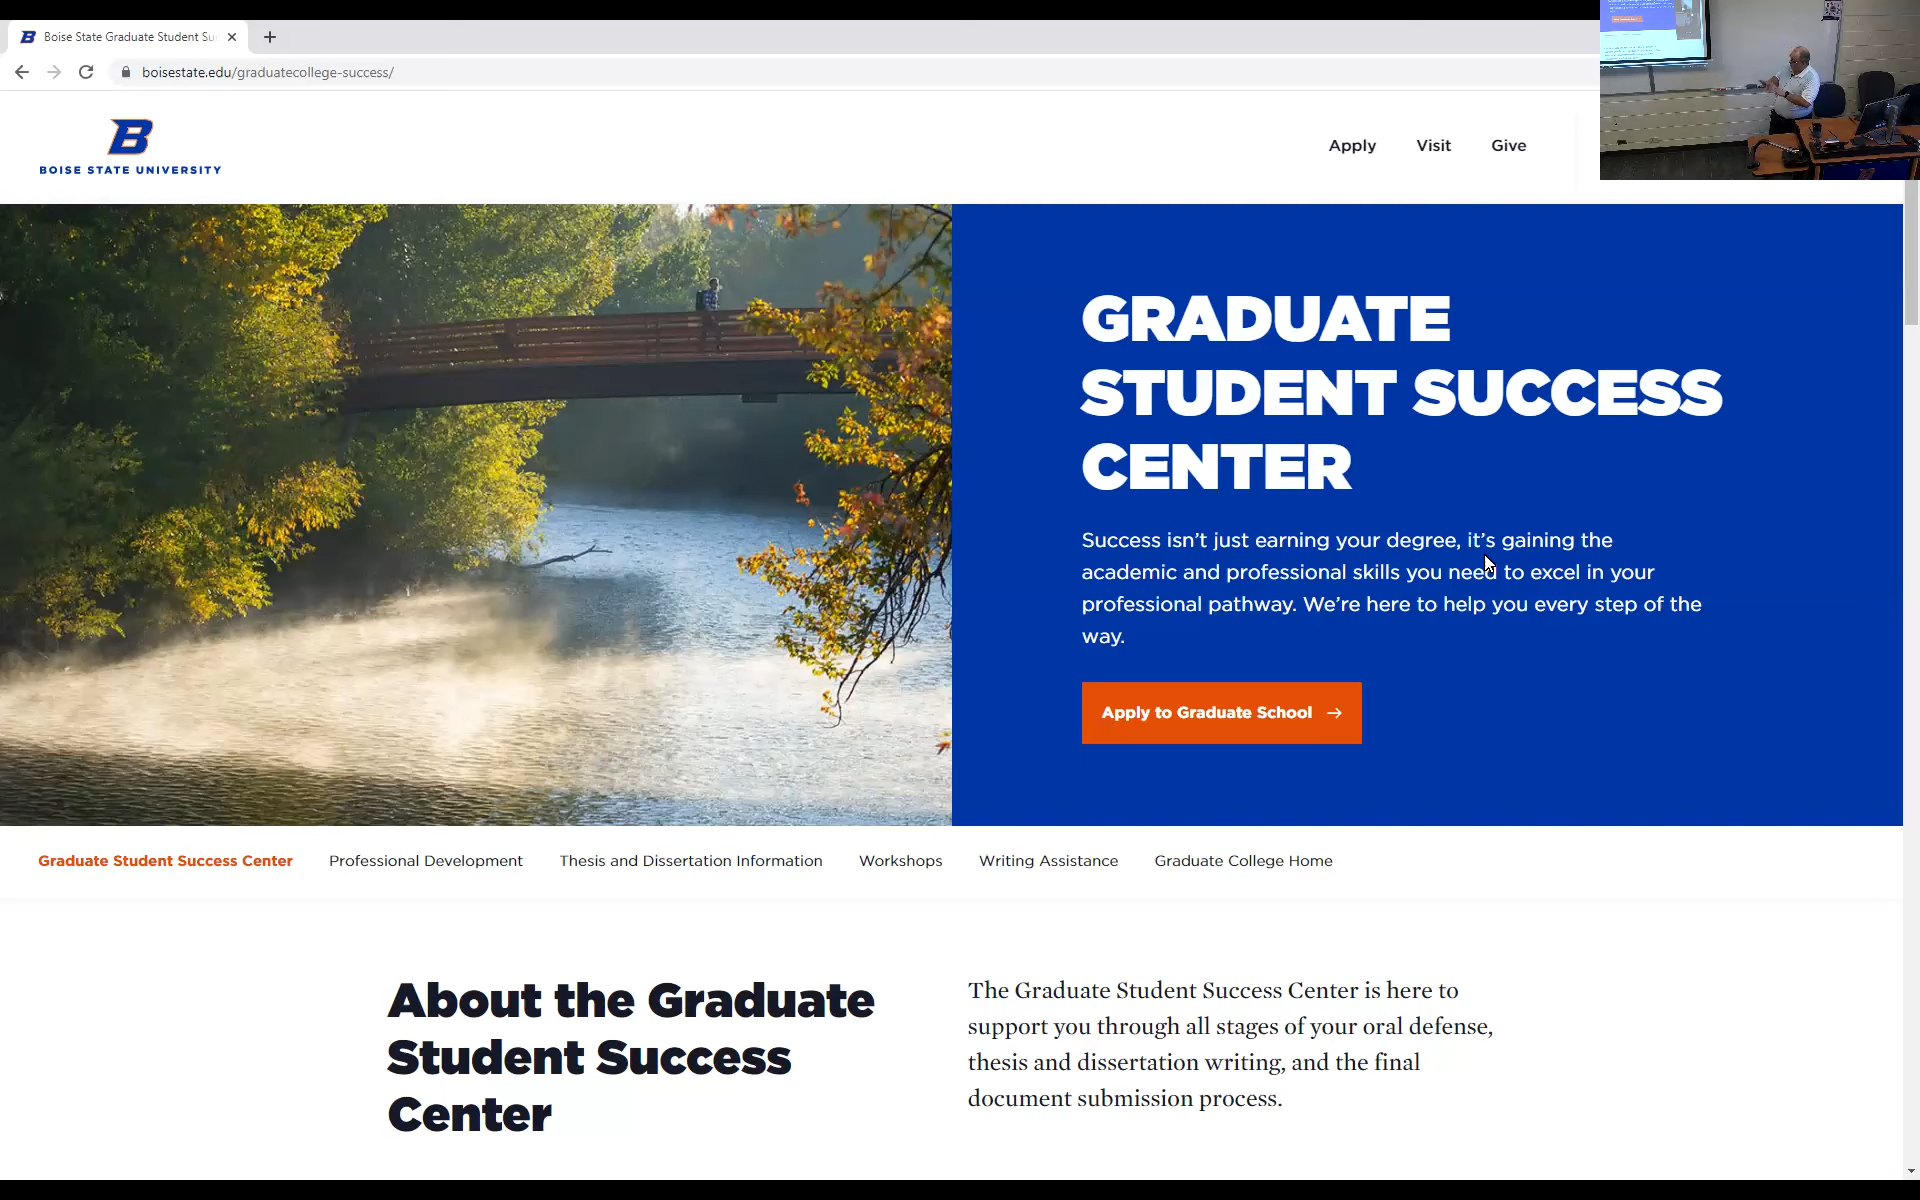 Boise State Graduate Student Su
boisestate.edu/graduatecollege-success/
B
BOISE STATE UNIVERSITY
Apply
Visit
Give
GRADUATE
STUDENT SUCCESS
CENTER
Success isn’t just earning your degree, it’s gaining the
academic and professional skills you need to excel in your
professional pathway. We’re here to help you every step of the
way.
Apply to Graduate School →
Graduate Student Success Center
Professional Development
Thesis and Dissertation Information
Workshops
Writing Assistance
Graduate College Home
About the Graduate
Student Success
Center
The Graduate Student Success Center is here to
support you through all stages of your oral defense,
thesis and dissertation writing, and the final
document submission process.